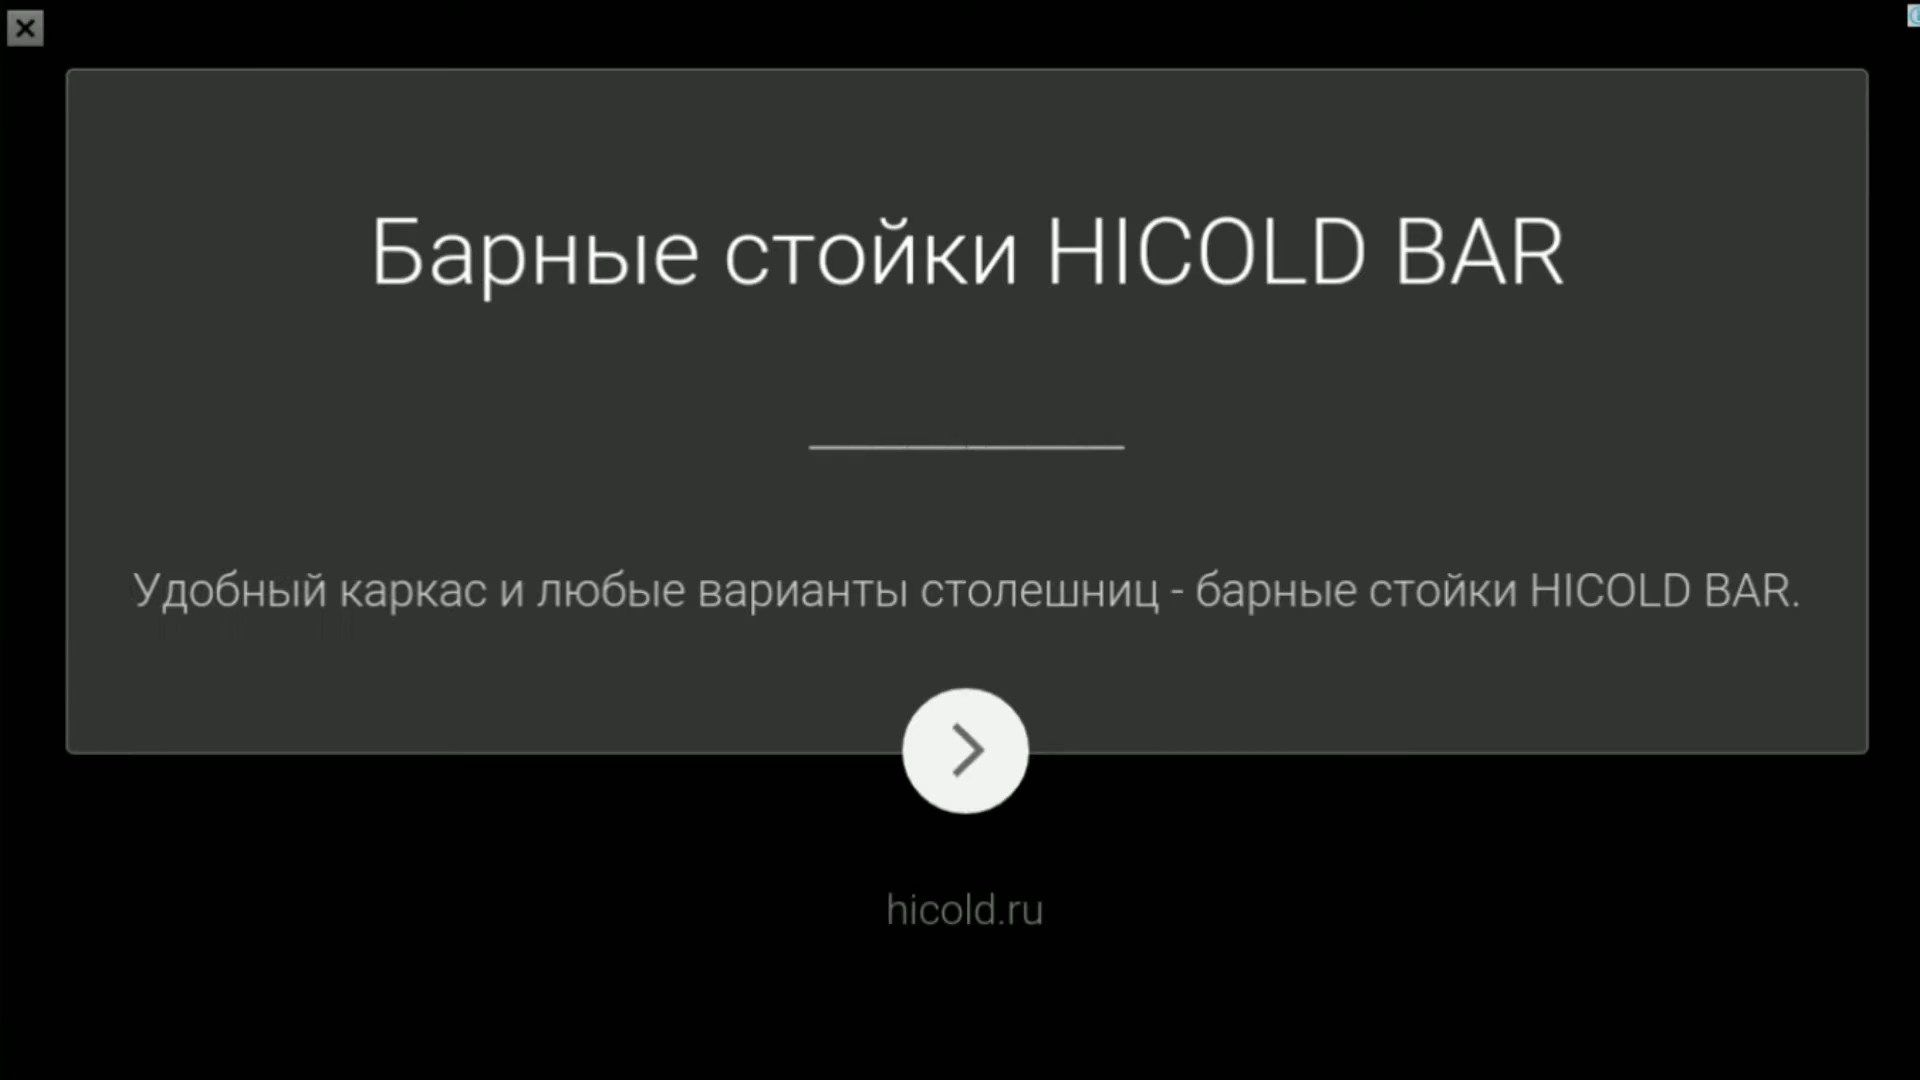 Барные стойки HICOLD BAR
Удобный каркас и любые варианты столешниц - барные стойки HICOLD BAR.
hicold.ru